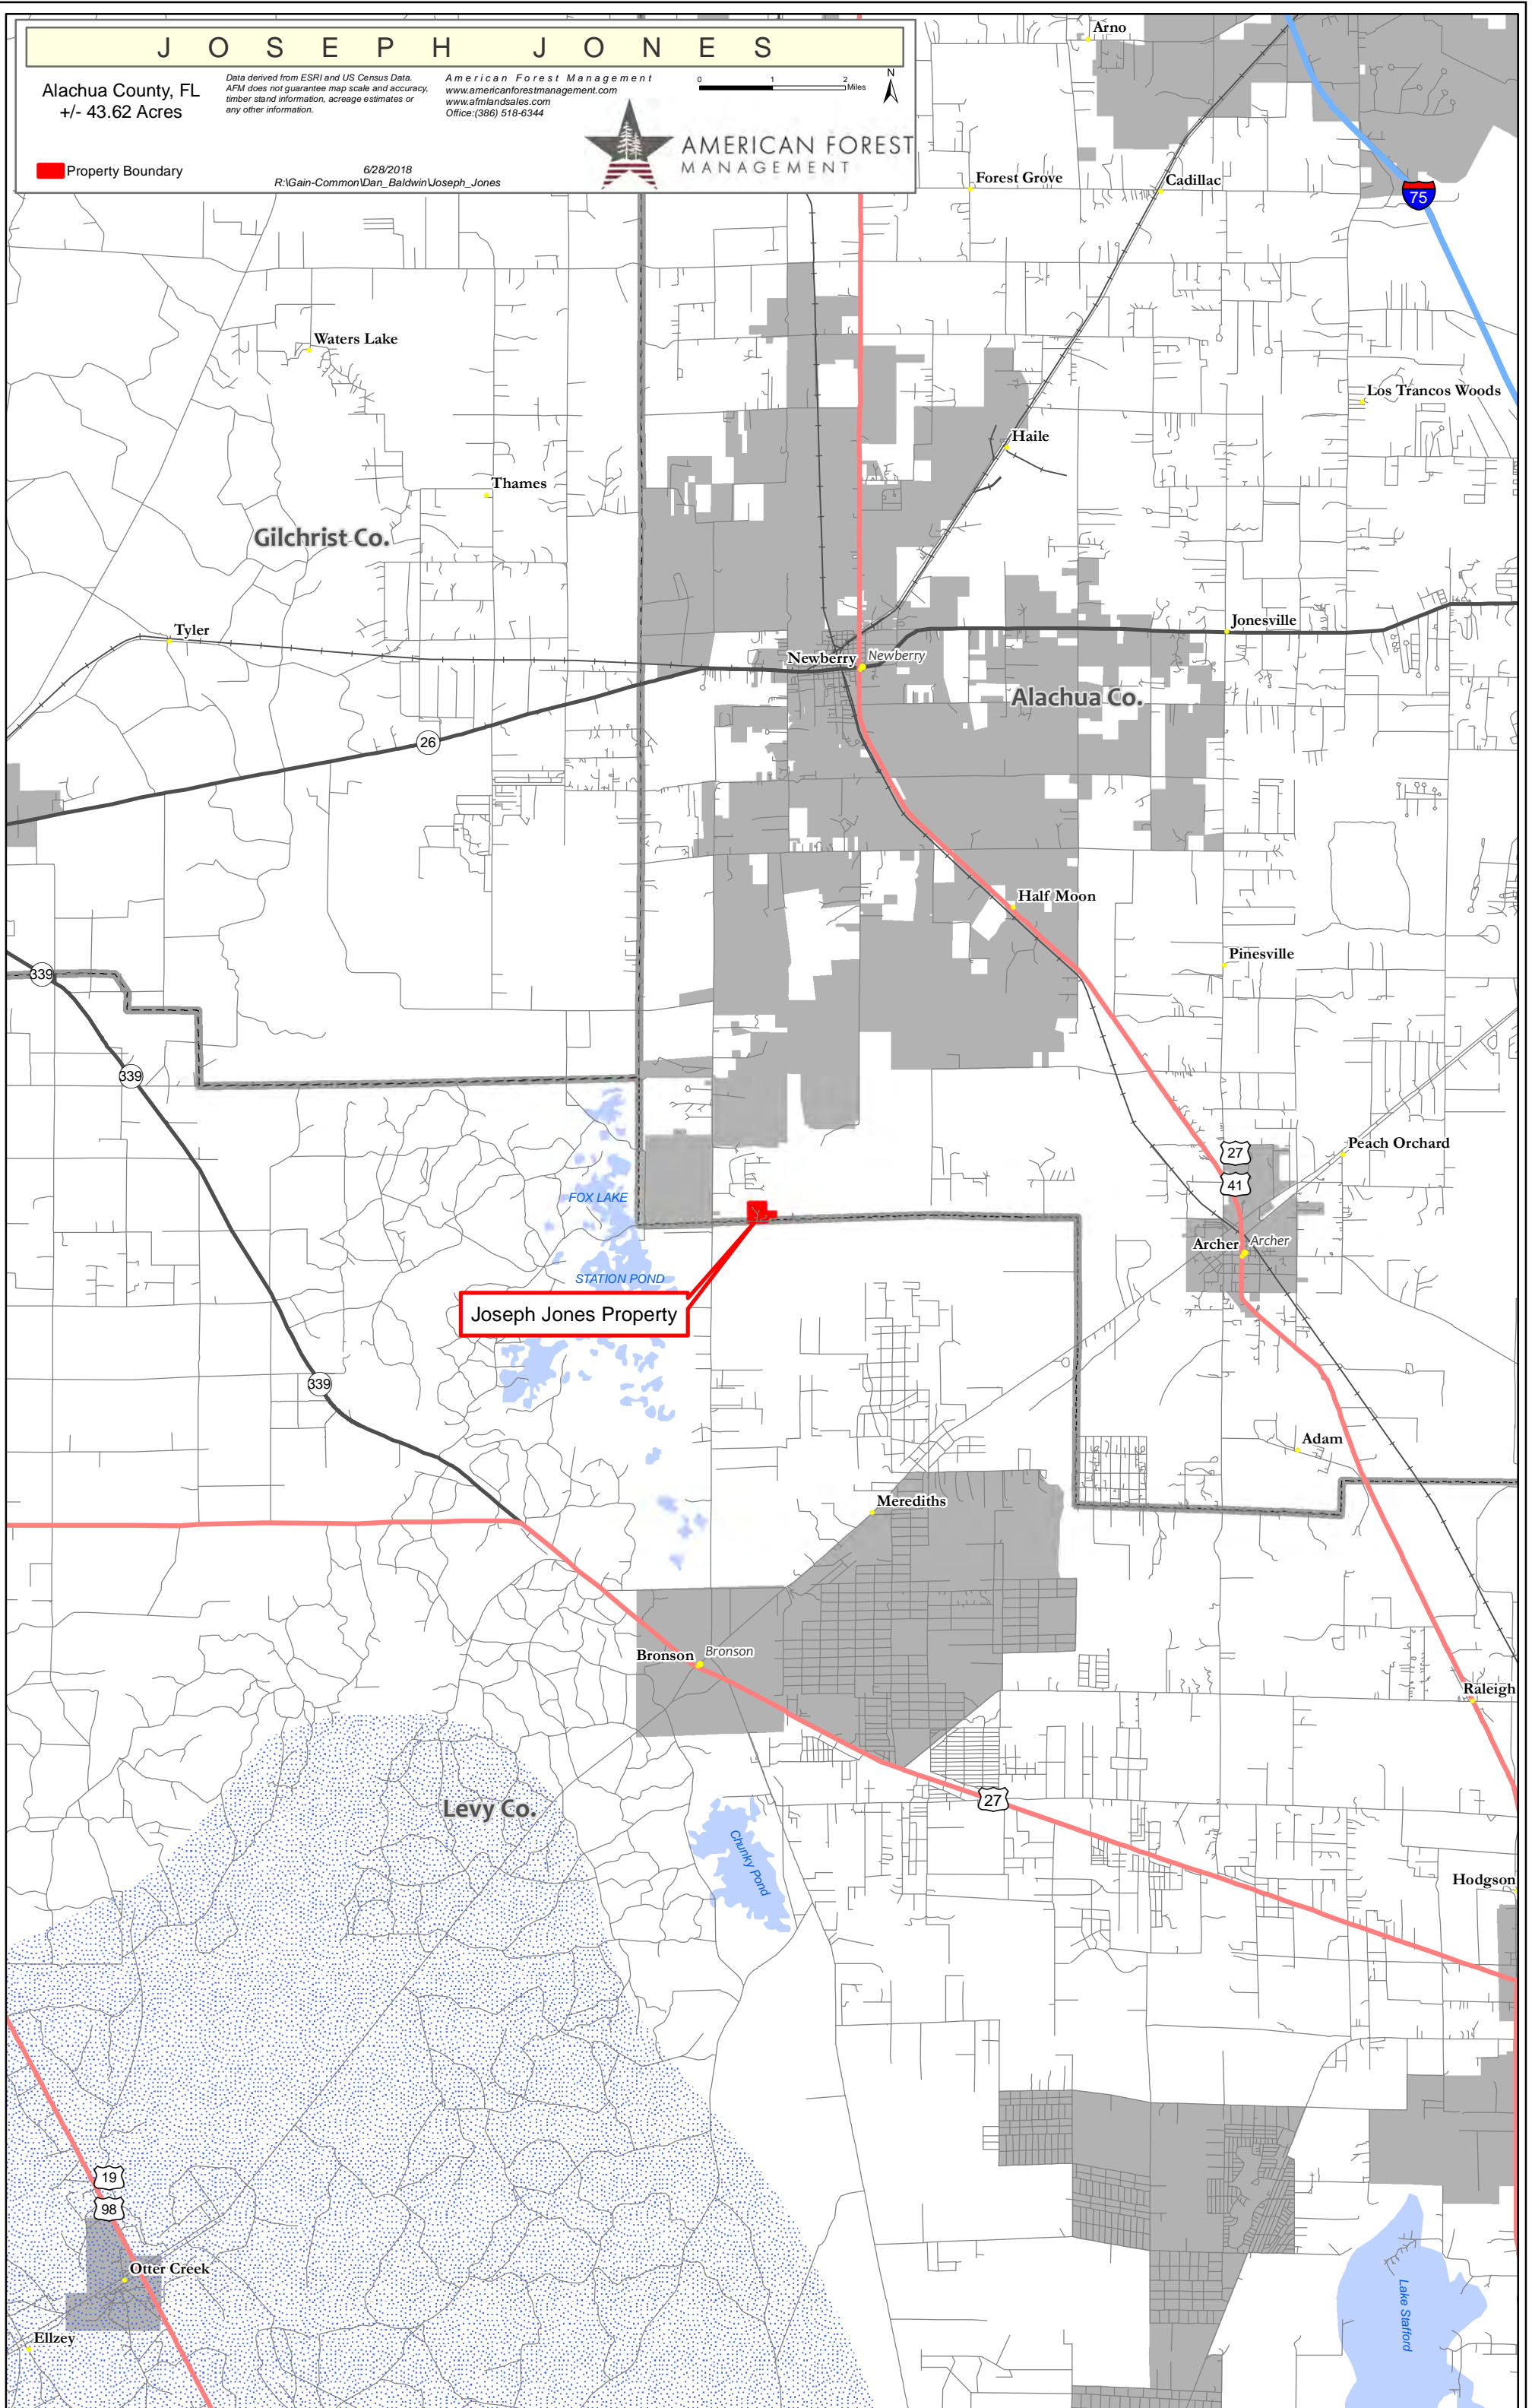 J O S E P H J O N E S
Alachua County, FL
+/- 43.62 Acres
Data derived from ESRI and US Census Data.
AFM does not guarantee map scale and accuracy,
timber stand information, acreage estimates or
any other information.
American Forest Management
www.americanforestmanagement.com
www.afmlandsales.com
Office:(386) 518-6344
0 1 2
Miles
N
AMERICAN FOREST
MANAGEMENT
Property Boundary
6/28/2018
R:\Gain-Common\Dan_Baldwin\Joseph_Jones
Arno
Forest Grove
Cadillac
75
Waters Lake
Los Trancos Woods
Haile
Thames
Gilchrist Co.
Tyler
Jonesville
Newberry
Newberry
Alachua Co.
26
Half Moon
Pinesville
339
339
Peach Orchard
27
41
FOX LAKE
Archer
Archer
STATION POND
Joseph Jones Property
339
Adam
Merediths
Bronson
Bronson
Raleigh
Levy Co.
27
Chunky Pond
Hodgson
19
98
Otter Creek
Lake Stafford
Ellzey